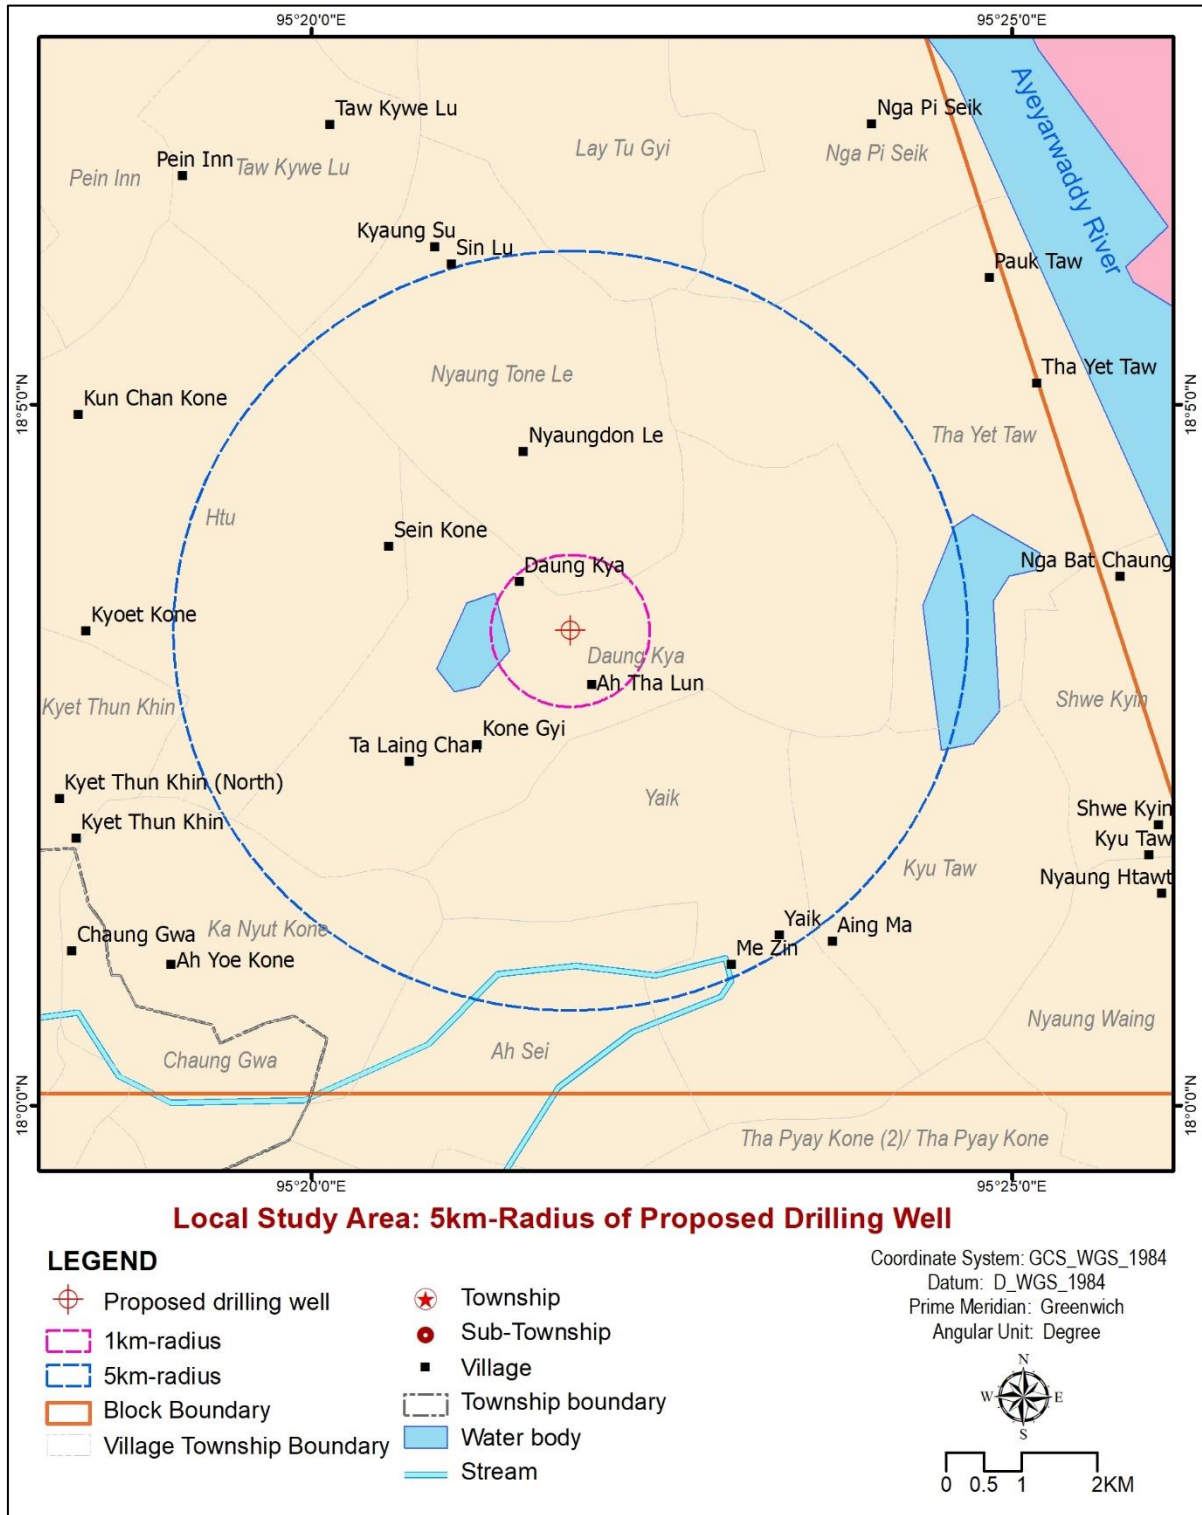 95°20'0"E
95°25'0"E
Taw Kywe Lu
Nga Pi Seik
Ayeyarwaddy River
Lay Tu Gyi
Pein Inn
Nga Pi Seik
Taw Kywe Lu
Pein Inn
Kyaung Su
Sin Lu
Pauk Taw
Tha Yet Taw
Nyaung Tone Le
18°5'0"N
Kun Chan Kone
18°5'0"N
Nyaungdon Le
Tha Yet Taw
Htu
Sein Kone
Daung Kya
Nga Bat Chaung
Kyoet Kone
Daung Kya
Ah Tha Lun
Kyet Thun Khin
Shwe Kyin
Kone Gyi
Ta Laing Chan
Kyet Thun Khin (North)
Yaik
Shwe Kyin
Kyet Thun Khin
Kyu Taw
Kyu Taw
Nyaung Htawt
Ka Nyut Kone
Chaung Gwa
Yaik
Aing Ma
Me Zin
Ah Yoe Kone
Nyaung Waing
Ah Sei
Chaung Gwa
18°0'0"N
18°0'0"N
Tha Pyay Kone (2)/ Tha Pyay Kone
95°20'0"E
95°25'0"E
Local Study Area: 5km-Radius of Proposed Drilling Well
LEGEND
Proposed drilling well
1km-radius
5km-radius
Block Boundary
Village Township Boundary
Township
Sub-Township
Village
Township boundary
Water body
Stream
Coordinate System: GCS_WGS_1984
Datum: D_WGS_1984
Prime Meridian: Greenwich
Angular Unit: Degree
N
W E
S
0 0.5 1 2KM